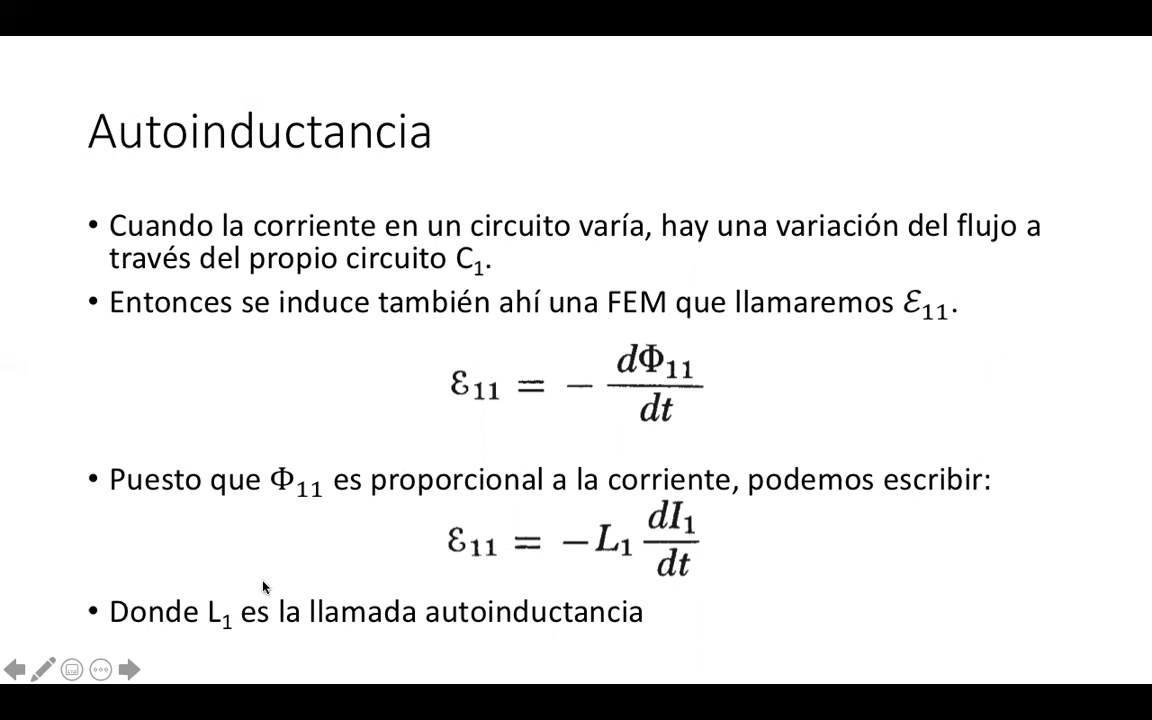 Autoinductancia
• Cuando la corriente en un circuito varía, hay una variación del flujo a
través del propio circuito C₁.
• Entonces se induce también ahí una FEM que llamaremos ℰ₁₁.
ℰ₁₁ = − dΦ₁₁/dt
• Puesto que Φ₁₁ es proporcional a la corriente, podemos escribir:
ℰ₁₁ = −L₁ dI₁/dt
• Donde L₁ es la llamada autoinductancia